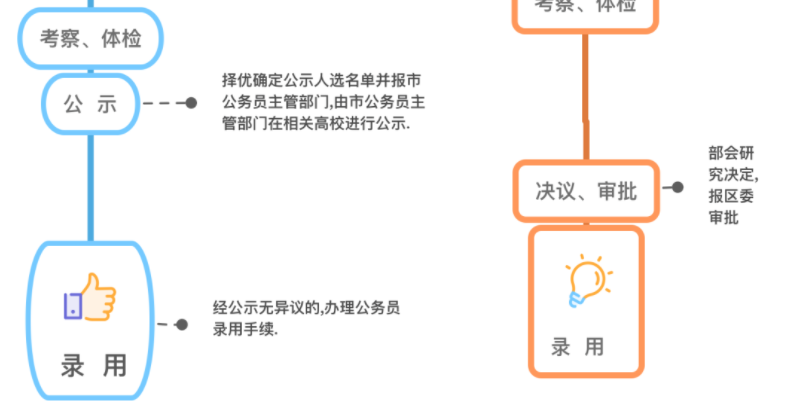 考察、体检
公 示
择优确定公示人选名单并报市
公务员主管部门,由市公务员主
管部门在相关高校进行公示.
录 用
经公示无异议的,办理公务员
录用手续.
考察、体检
决议、审批
部会研
究决定,
报区委
审批
录 用